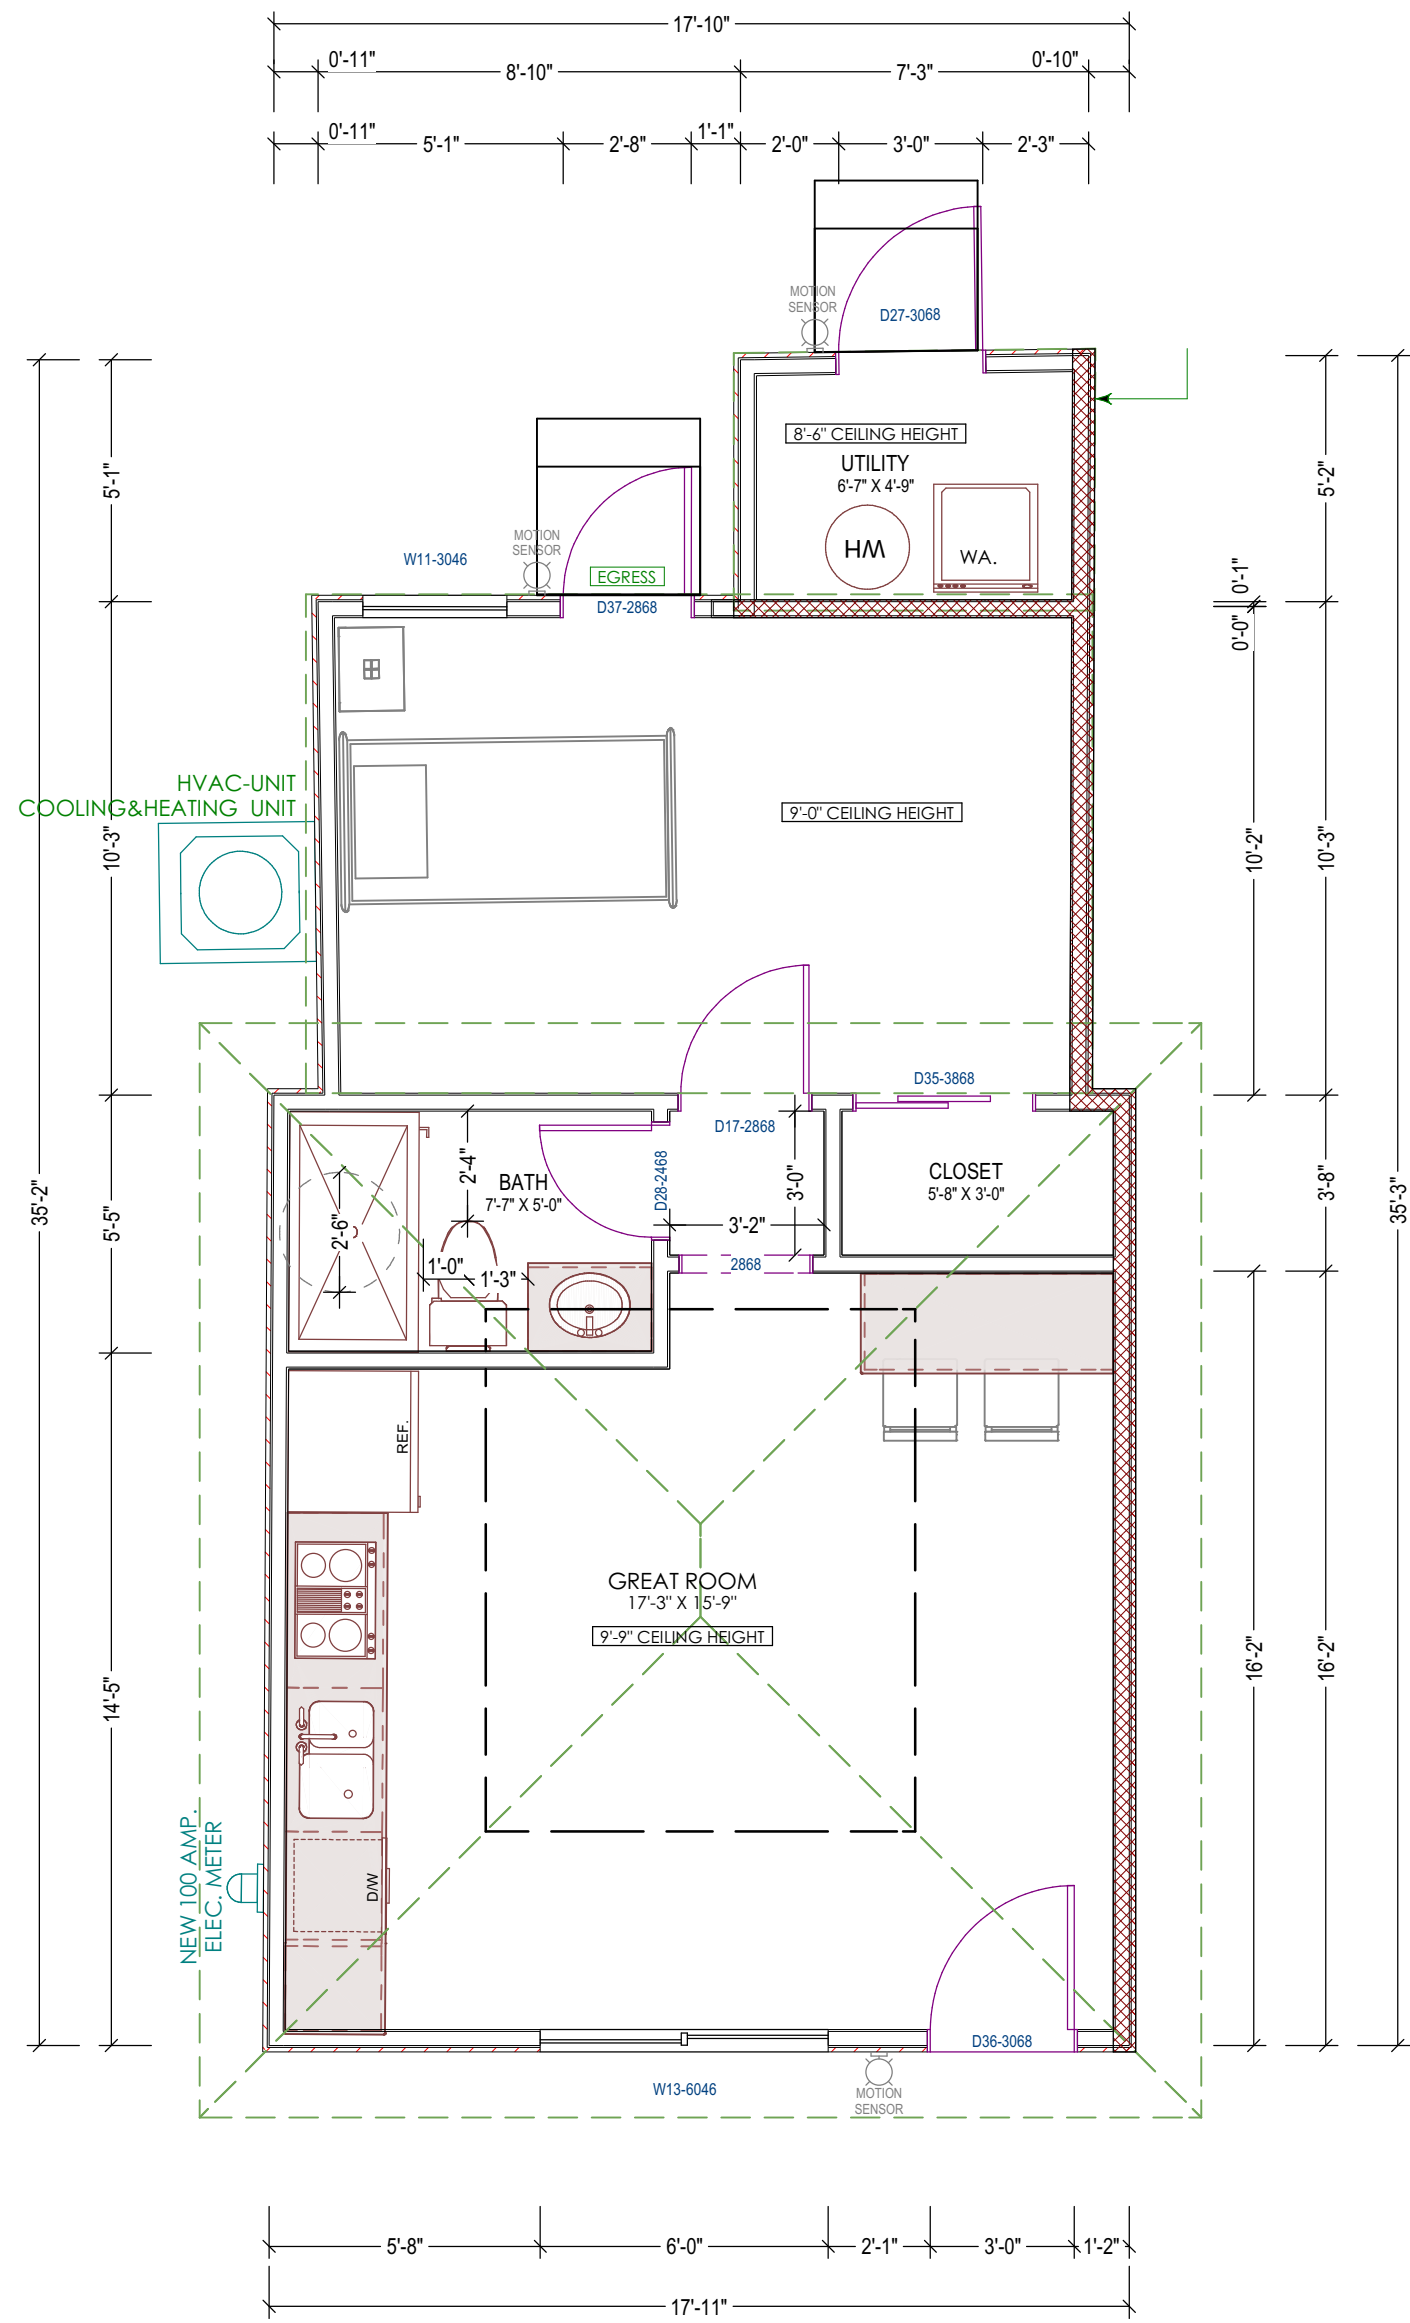 17'-10"
0'-11"
8'-10"
7'-3"
0'-10"
0'-11"
5'-1"
2'-8"
1'-1"
2'-0"
3'-0"
2'-3"
MOTION
SENSOR
D27-3068
8'-6" CEILING HEIGHT
UTILITY
6'-7" X 4'-9"
WH
WA.
5'-1"
5'-2"
MOTION
SENSOR
W11-3046
EGRESS
D37-2868
0'-1"
0'-0"
HVAC-UNIT
COOLING&HEATING UNIT
9'-0" CEILING HEIGHT
10'-3"
10'-2"
10'-3"
D35-3868
D17-2868
D28-2468
2'-4"
BATH
7'-7" X 5'-0"
3'-0"
CLOSET
5'-8" X 3'-0"
2'-6"
3'-2"
1'-0"
1'-3"
2868
35'-2"
5'-5"
3'-8"
35'-3"
REF.
GREAT ROOM
17'-3" X 15'-9"
9'-9" CEILING HEIGHT
14'-5"
16'-2"
16'-2"
NEW 100 AMP.
ELEC. METER
D/W
D36-3068
W13-6046
MOTION
SENSOR
5'-8"
6'-0"
2'-1"
3'-0"
1'-2"
17'-11"